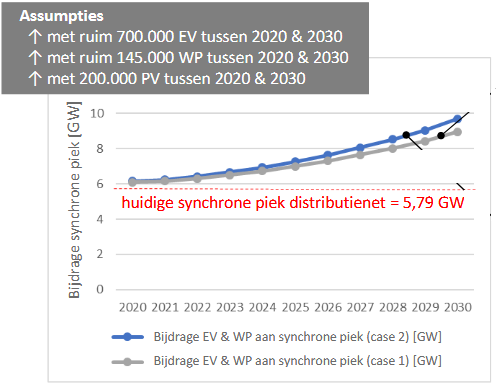 Assumpties
↑ met ruim 700.000 EV tussen 2020 & 2030
↑ met ruim 145.000 WP tussen 2020 & 2030
↑ met 200.000 PV tussen 2020 & 2030
Bijdrage synchrone piek [GW]
10
8
6
4
2
0
huidige synchrone piek distributienet = 5,79 GW
2020 2021 2022 2023 2024 2025 2026 2027 2028 2029 2030
Bijdrage EV & WP aan synchrone piek (case 2) [GW]
Bijdrage EV & WP aan synchrone piek (case 1) [GW]